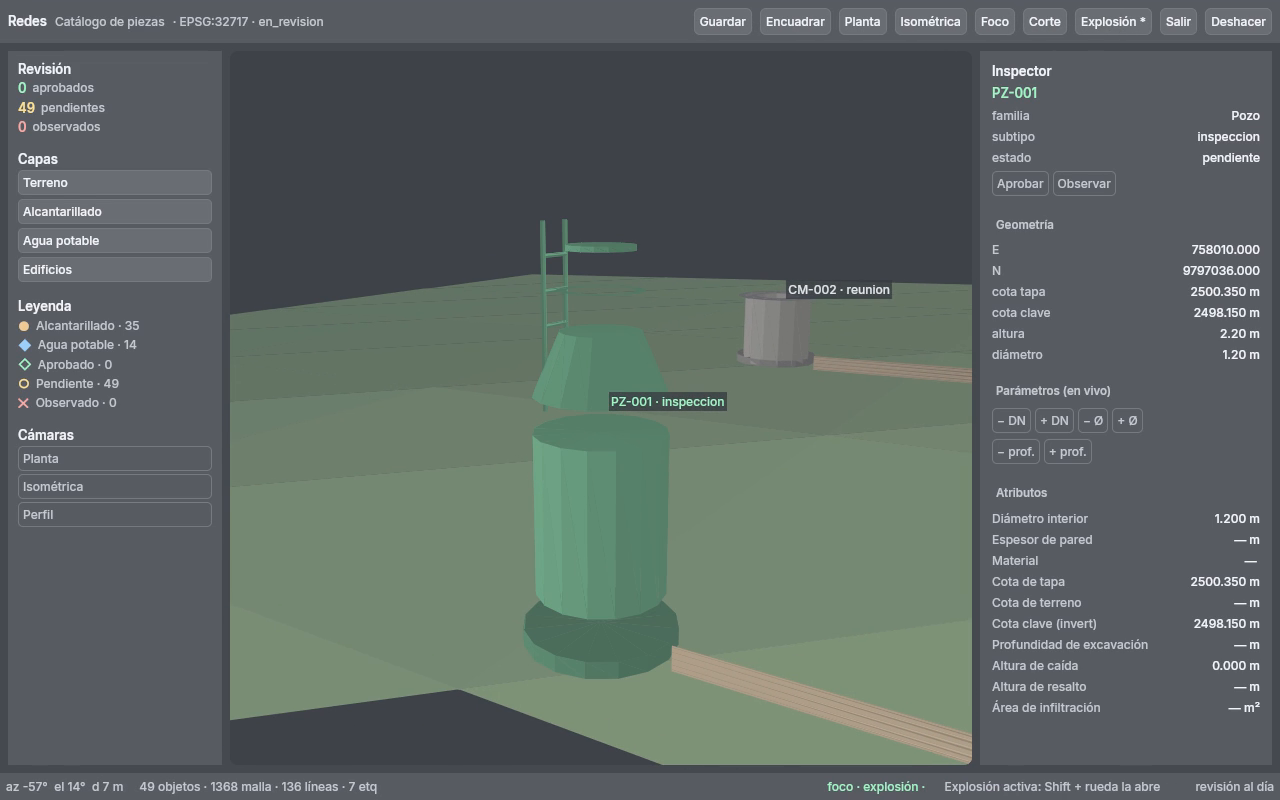 Redes Catálogo de piezas · EPSG:32717 · en_revision
Guardar Encuadrar Planta Isométrica Foco Corte Explosión * Salir Deshacer
Revisión
0 aprobados
49 pendientes
0 observados
Capas
Terreno
Alcantarillado
Agua potable
Edificios
Leyenda
Alcantarillado · 35
Agua potable · 14
Aprobado · 0
Pendiente · 49
Observado · 0
Cámaras
Planta
Isométrica
Perfil
CM-002 · reunion
PZ-001 · inspeccion
Inspector
PZ-001
familia Pozo
subtipo inspeccion
estado pendiente
Aprobar Observar
Geometría
E 758010.000
N 9797036.000
cota tapa 2500.350 m
cota clave 2498.150 m
altura 2.20 m
diámetro 1.20 m
Parámetros (en vivo)
− DN + DN − Ø + Ø
− prof. + prof.
Atributos
Diámetro interior 1.200 m
Espesor de pared — m
Material —
Cota de tapa 2500.350 m
Cota de terreno — m
Cota clave (invert) 2498.150 m
Profundidad de excavación — m
Altura de caída 0.000 m
Altura de resalto — m
Área de infiltración — m²
az -57° el 14° d 7 m 49 objetos · 1368 malla · 136 líneas · 7 etq foco · explosión · Explosión activa: Shift + rueda la abre revisión al día